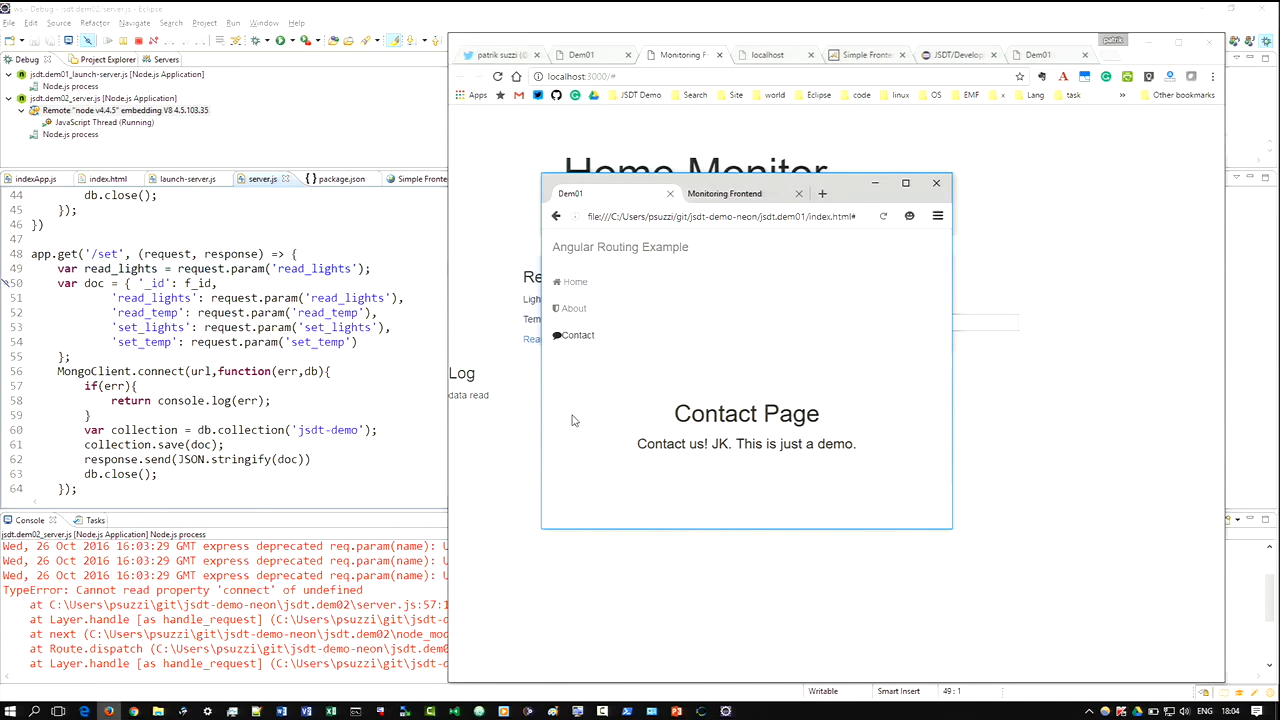 ws - Debug - jsdt.dem02/server.js - Eclipse
File Edit Source Refactor Navigate Search Project Run Window Help
Debug Project Explorer Servers
jsdt.dem01_launch-server.js [Node.js Application]
Node.js process
jsdt.dem02_server.js [Node.js Application]
Remote "node v4.4.5" embedding V8 4.5.103.35
JavaScript Thread (Running)
Node.js process
indexApp.js index.html launch-server.js server.js package.json Simple Fronte
44 db.close();
45 });
46 })
47
48 app.get('/set', (request, response) => {
49 var read_lights = request.param('read_lights');
50 var doc = { '_id': f_id,
51 'read_lights': request.param('read_lights'),
52 'read_temp': request.param('read_temp'),
53 'set_lights': request.param('set_lights'),
54 'set_temp': request.param('set_temp')
55 };
56 MongoClient.connect(url,function(err,db){
57 if(err){
58 return console.log(err);
59 }
60 var collection = db.collection('jsdt-demo');
61 collection.save(doc);
62 response.send(JSON.stringify(doc))
63 db.close();
64 });
Console Tasks
jsdt.dem02_server.js [Node.js Application] Node.js process
Wed, 26 Oct 2016 16:03:29 GMT express deprecated req.param(name): U
Wed, 26 Oct 2016 16:03:29 GMT express deprecated req.param(name): U
Wed, 26 Oct 2016 16:03:29 GMT express deprecated req.param(name): U
TypeError: Cannot read property 'connect' of undefined
at C:\Users\psuzzi\git\jsdt-demo-neon\jsdt.dem02\server.js:57:1
at Layer.handle [as handle_request] (C:\Users\psuzzi\git\jsdt-d
at next (C:\Users\psuzzi\git\jsdt-demo-neon\jsdt.dem02\node_mod
at Route.dispatch (C:\Users\psuzzi\git\jsdt-demo-neon\jsdt.dem0
at Layer.handle [as handle_request] (C:\Users\psuzzi\git\jsdt-d
patrik
patrik suzzi (@ Dem01 Monitoring F localhost Simple Fronte JSDT/Develop Dem01
localhost:3000/#
Apps JSDT Demo Search Site world Eclipse code linux OS EMF x Lang task » Other bookmarks
Home Monitor
Re
Ligh
Tem
Rea
Log
data read
Dem01 Monitoring Frontend
file:///C:/Users/psuzzi/git/jsdt-demo-neon/jsdt.dem01/index.html#
Angular Routing Example
Home
About
Contact
Contact Page
Contact us! JK. This is just a demo.
Writable Smart Insert 49 : 1
18:04